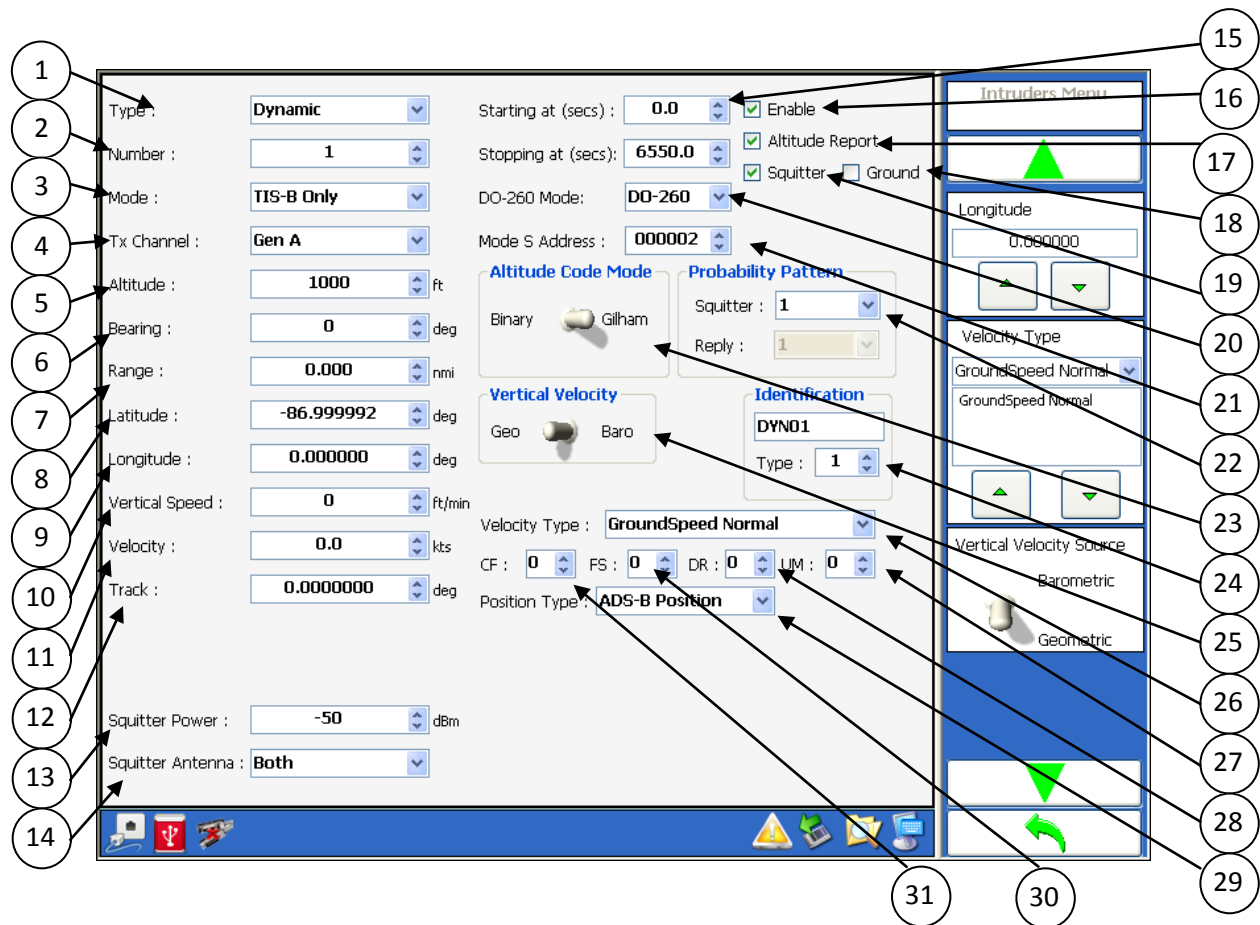 1
2
3
4
5
6
7
8
9
10
11
12
13
14
Type : Dynamic
Number : 1
Mode : TIS-B Only
Tx Channel : Gen A
Altitude : 1000 ft
Bearing : 0 deg
Range : 0.000 nmi
Latitude : -86.999992 deg
Longitude : 0.000000 deg
Vertical Speed : 0 ft/min
Velocity : 0.0 kts
Track : 0.0000000 deg
Squitter Power : -50 dBm
Squitter Antenna : Both
Starting at (secs) : 0.0 Enable
Stopping at (secs): 6550.0 Altitude Report
Squitter Ground
DO-260 Mode: DO-260
Mode S Address : 000002
Altitude Code Mode
Binary Gilham
Probability Pattern
Squitter : 1
Reply : 1
Vertical Velocity
Geo Baro
Identification
DYN01
Type : 1
Velocity Type : GroundSpeed Normal
CF : 0 FS : 0 DR : 0 UM : 0
Position Type : ADS-B Position
Intruders Menu
Longitude
0.000000
Velocity Type
GroundSpeed Normal
GroundSpeed Normal
Vertical Velocity Source
Barometric
Geometric
15
16
17
18
19
20
21
22
23
24
25
26
27
28
29
30
31